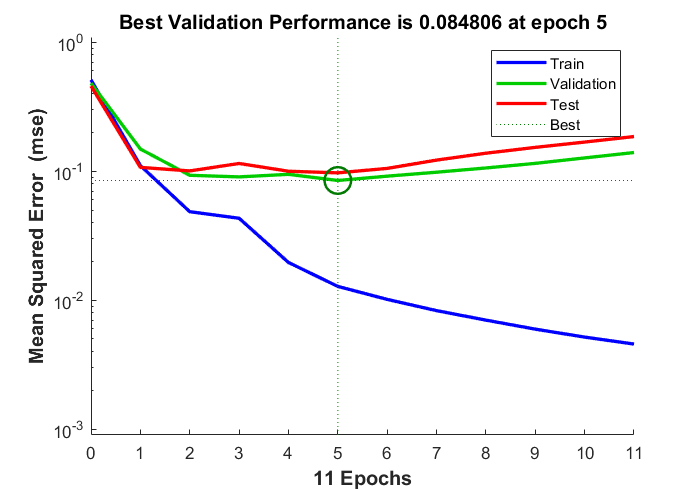 Best Validation Performance is 0.084806 at epoch 5
Mean Squared Error (mse)
10^0
10^-1
10^-2
10^-3
Train
Validation
Test
Best
0 1 2 3 4 5 6 7 8 9 10 11
11 Epochs